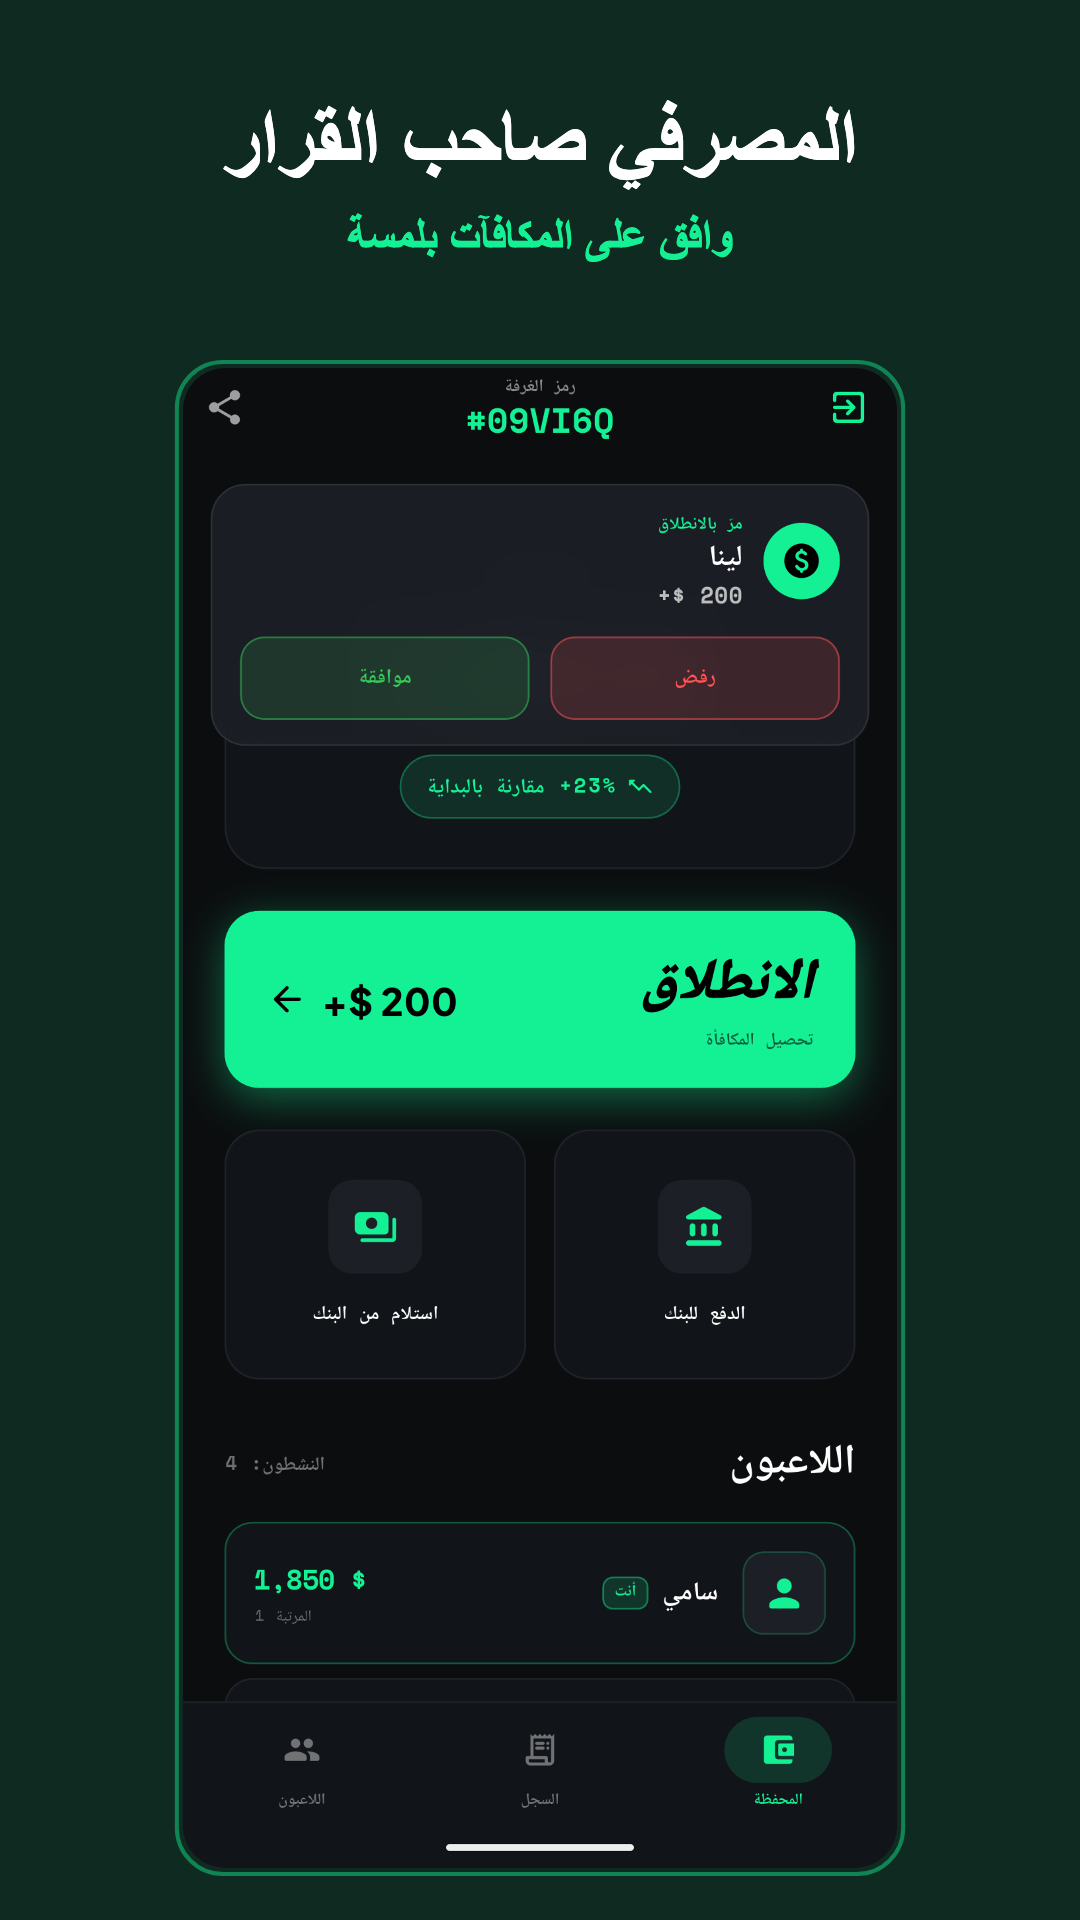 المصرفي صاحب القرار
وافق على المكافآت بلمسة
رمز الغرفة
#09VI6Q
مرّ بالانطلاق
لينا
+$ 200
رفض
موافقة
+23% مقارنة بالبداية
الانطلاق
+$ 200
تحصيل المكافأة
الدفع للبنك
استلام من البنك
اللاعبون
النشطون: 4
سامي
أنت
1,850 $
المرتبة 1
المحفظة
السجل
اللاعبون